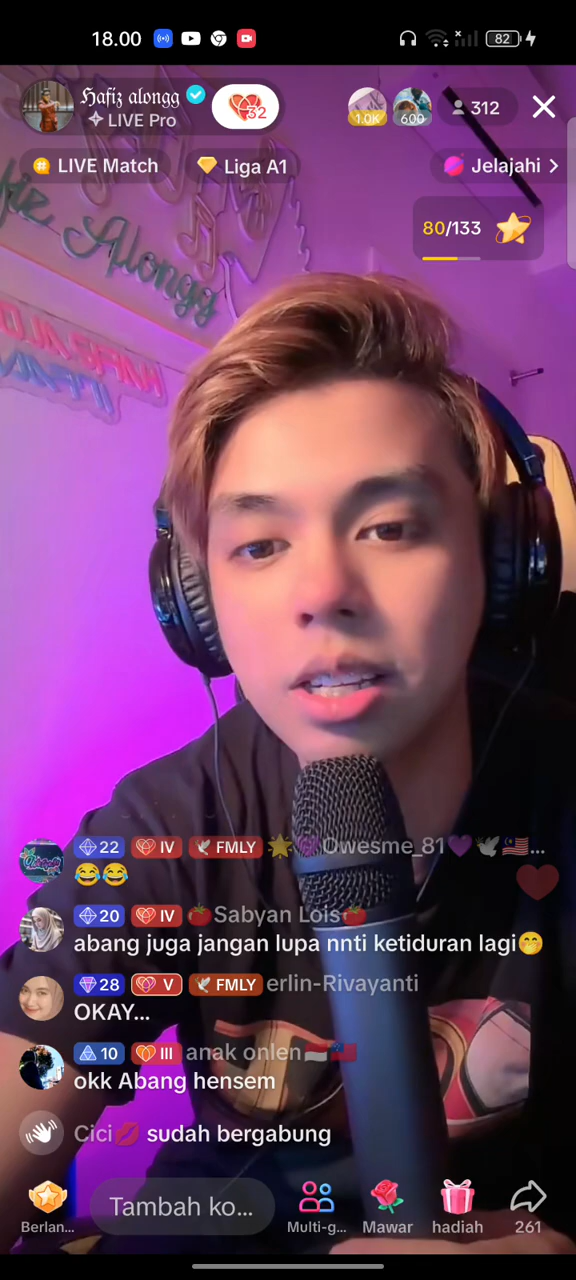 18.00
82
Hafiz alongg
LIVE Pro
32
1.0K
600
312
LIVE Match
Liga A1
Jelajahi
80/133
Alongg
22 IV FMLY Owesme_81...
😂😂
20 IV 🍅Sabyan Lois🍅
abang juga jangan lupa nnti ketiduran lagi🤭
28 V FMLY erlin-Rivayanti
OKAY...
10 III anak onlen
okk Abang hensem
Cici💋 sudah bergabung
Berlan...
Tambah ko...
Multi-g...
Mawar
hadiah
261